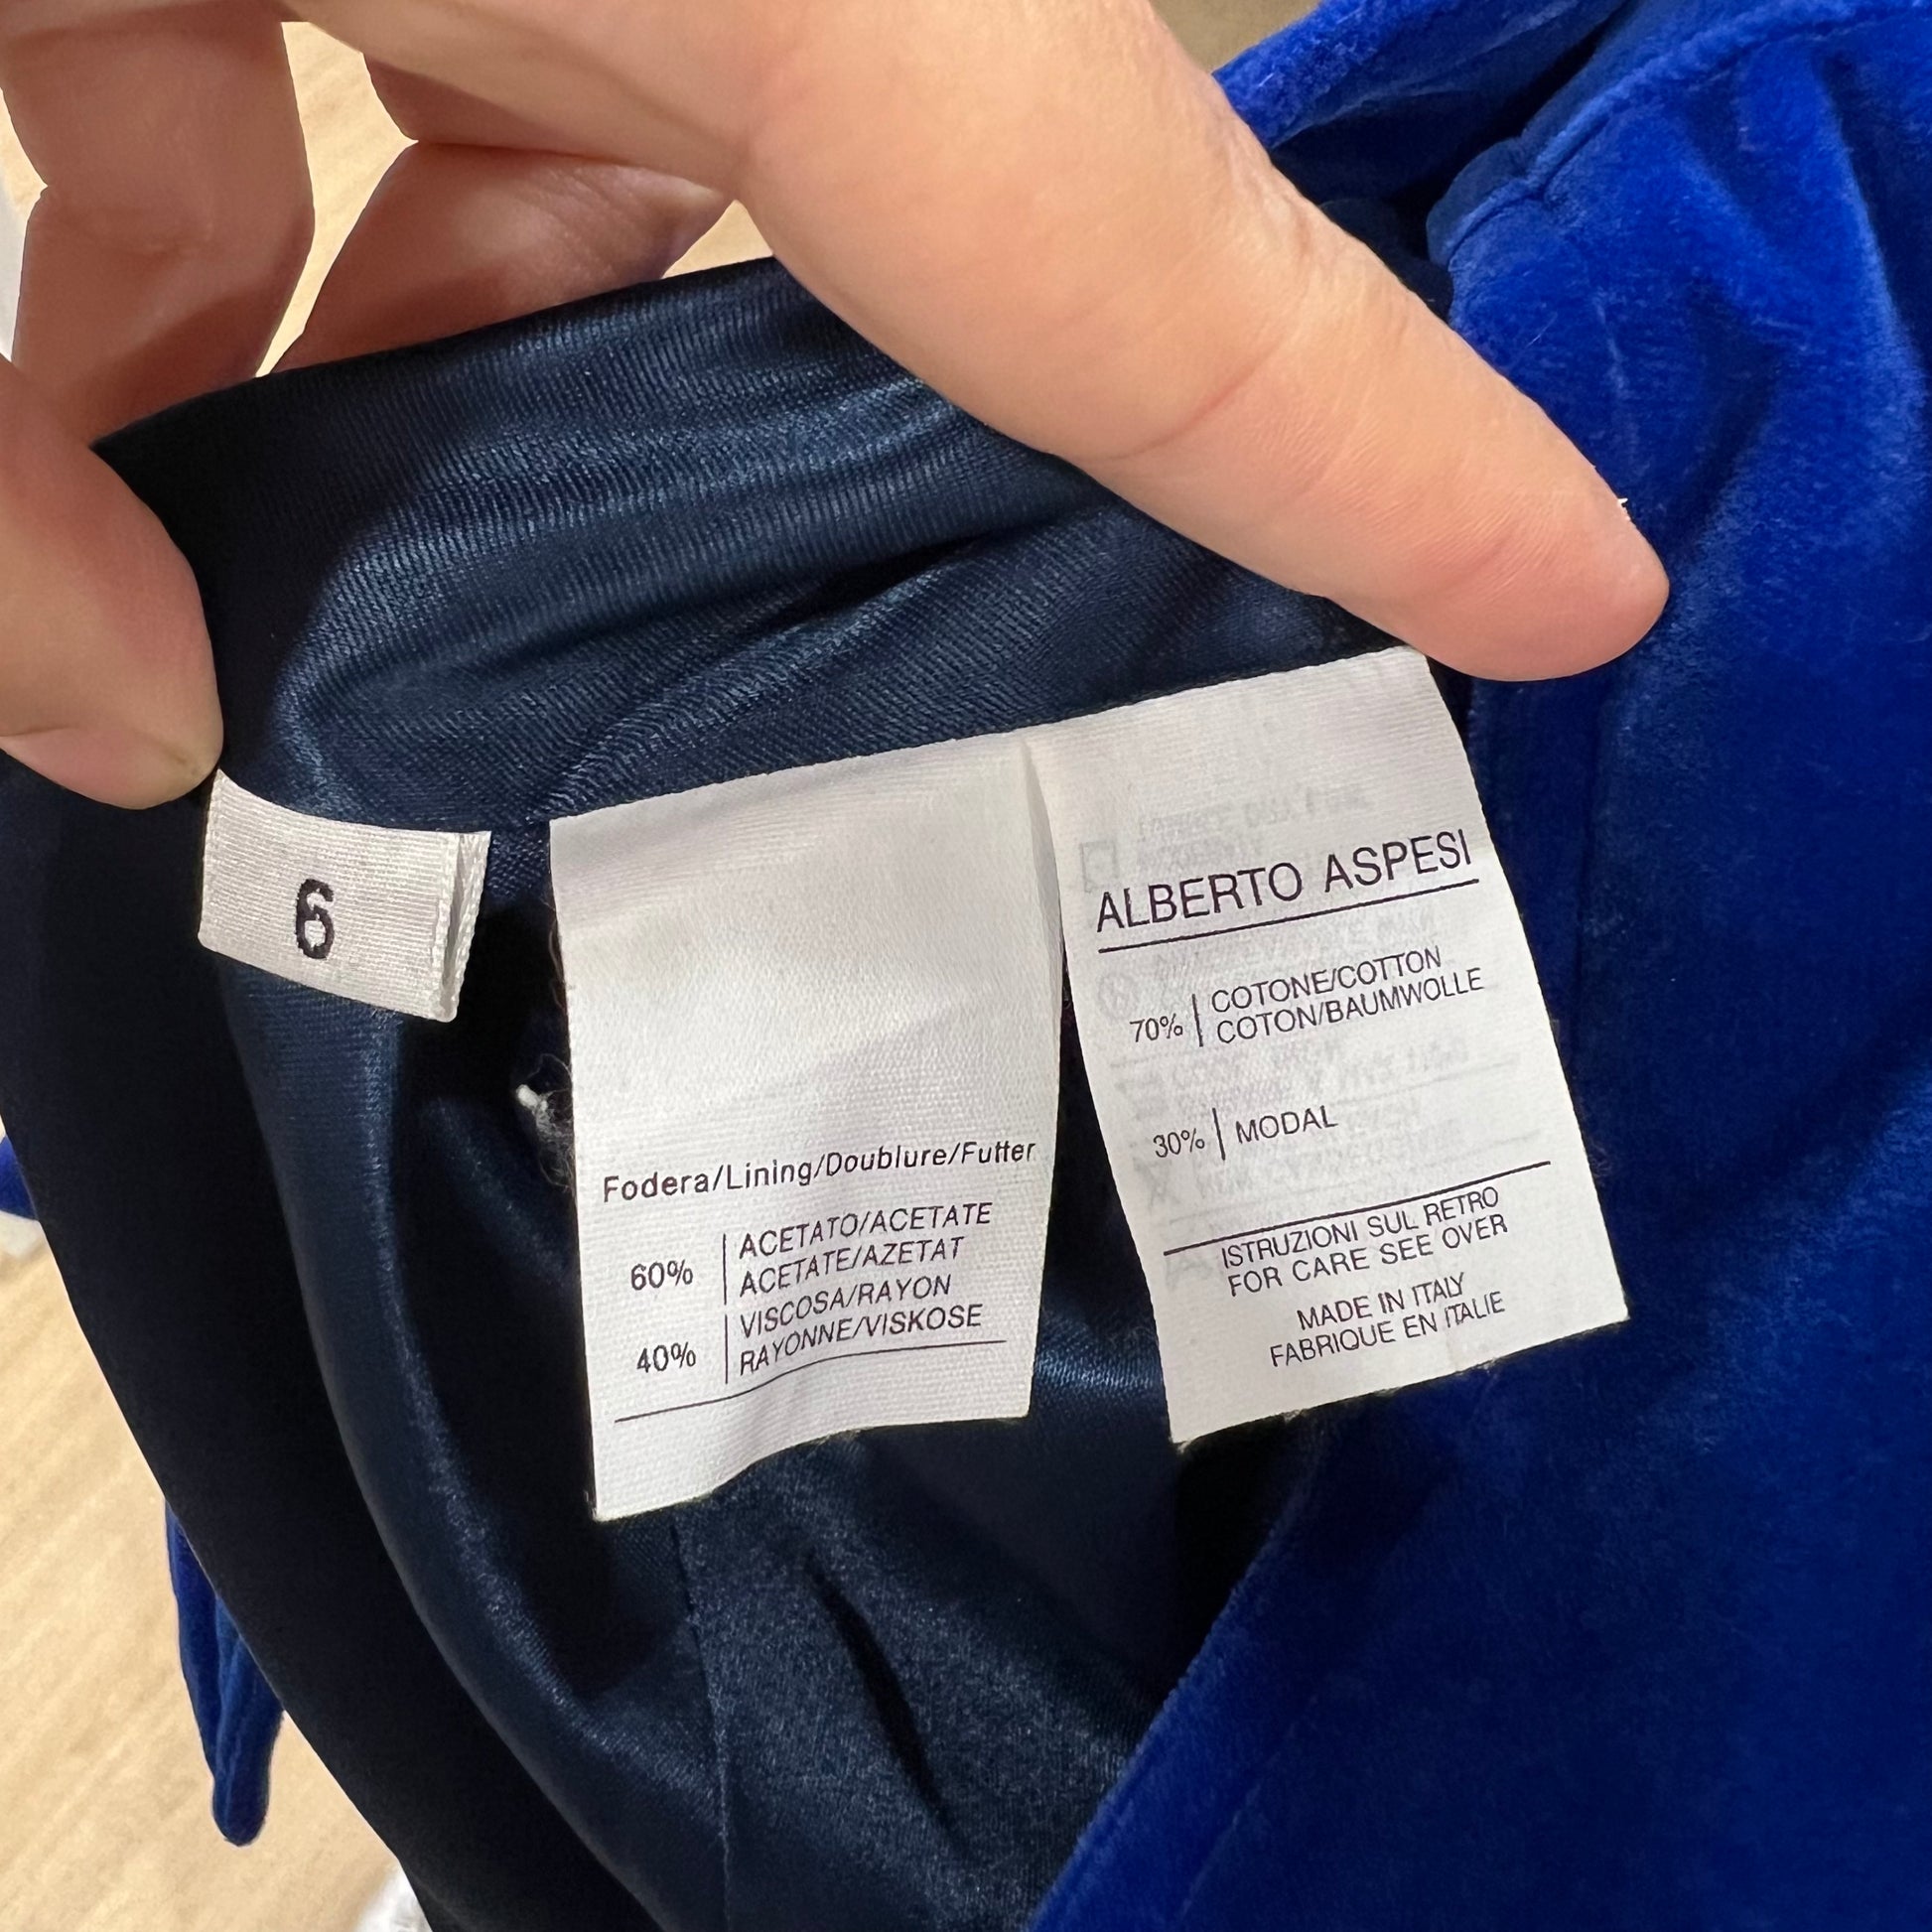 6
Fodera/Lining/Doublure/Futter
60% ACETATO/ACETATE
ACETATE/AZETAT
40% VISCOSA/RAYON
RAYONNE/VISKOSE
ALBERTO ASPESI
70% COTONE/COTTON
COTON/BAUMWOLLE
30% MODAL
ISTRUZIONI SUL RETRO
FOR CARE SEE OVER
MADE IN ITALY
FABRIQUE EN ITALIE